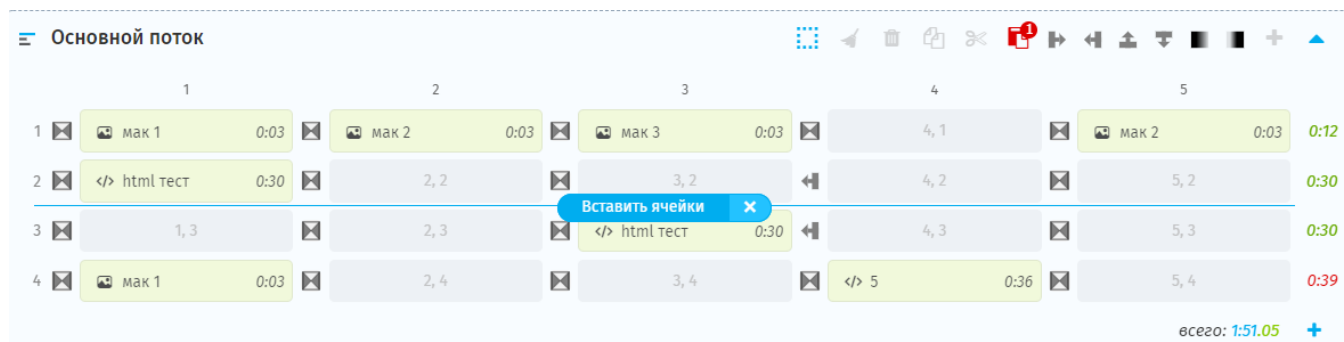 Основной поток
1
1 2 3 4 5
1 мак 1 0:03 мак 2 0:03 мак 3 0:03 4, 1 мак 2 0:03 0:12
2 </> html тест 0:30 2, 2 3, 2 4, 2 5, 2 0:30
Вставить ячейки ×
3 1, 3 2, 3 </> html тест 0:30 4, 3 5, 3 0:30
4 мак 1 0:03 2, 4 3, 4 </> 5 0:36 5, 4 0:39
всего: 1:51.05 +